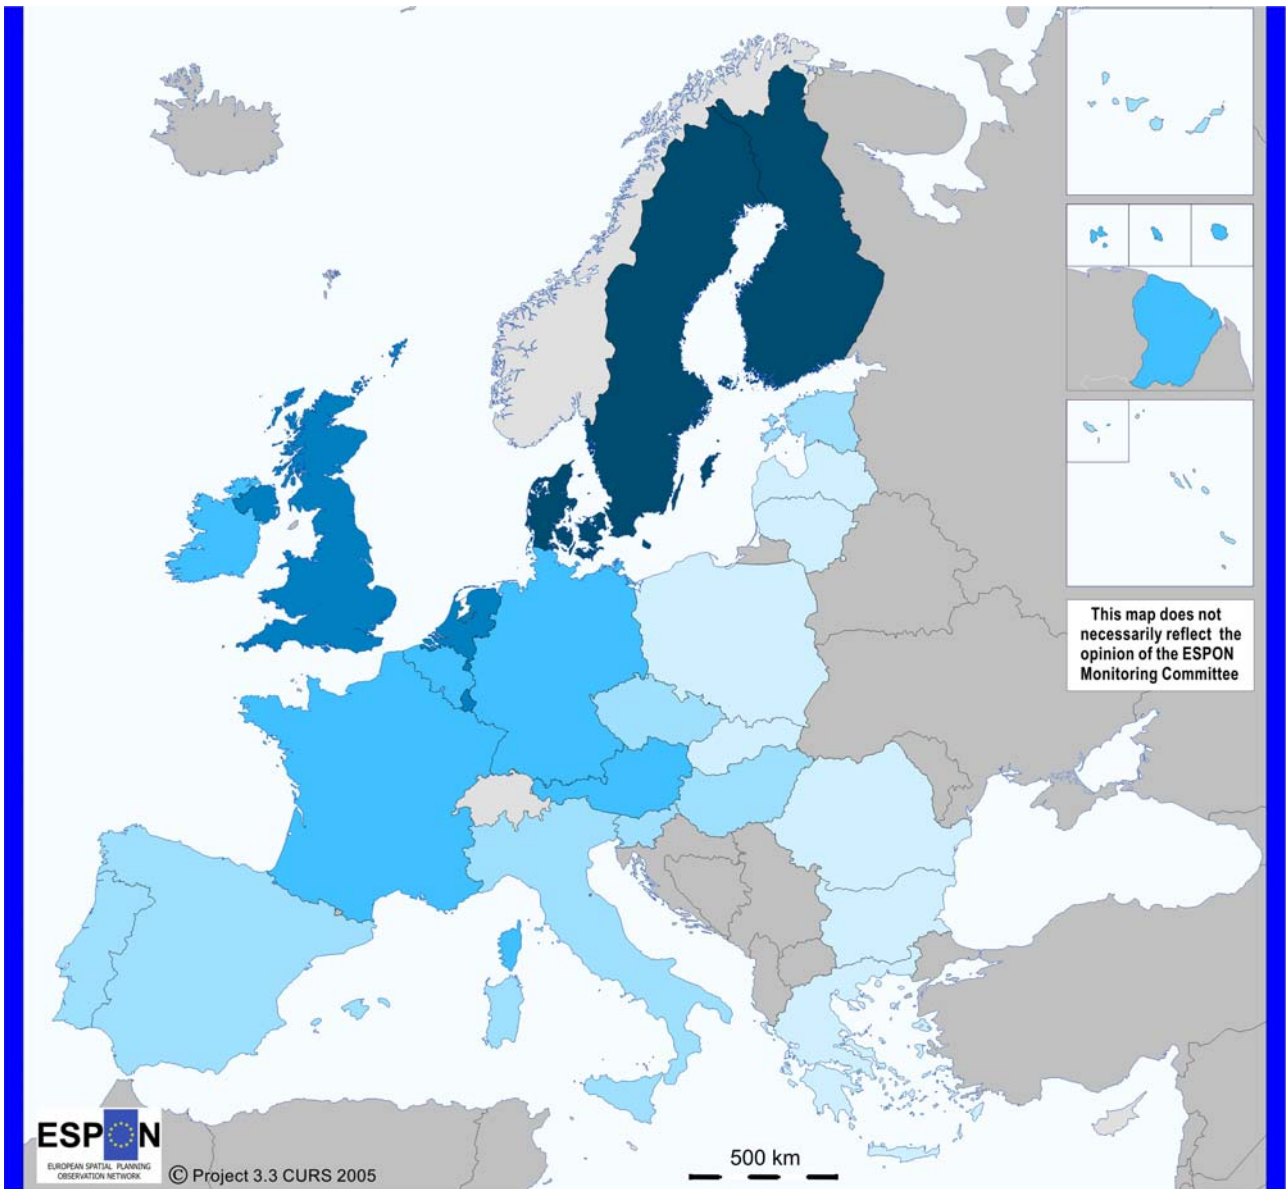 This map does not
necessarily reflect the
opinion of the ESPON
Monitoring Committee
ESPON
EUROPEAN SPATIAL PLANNING
OBSERVATION NETWORK
© Project 3.3 CURS 2005
500 km